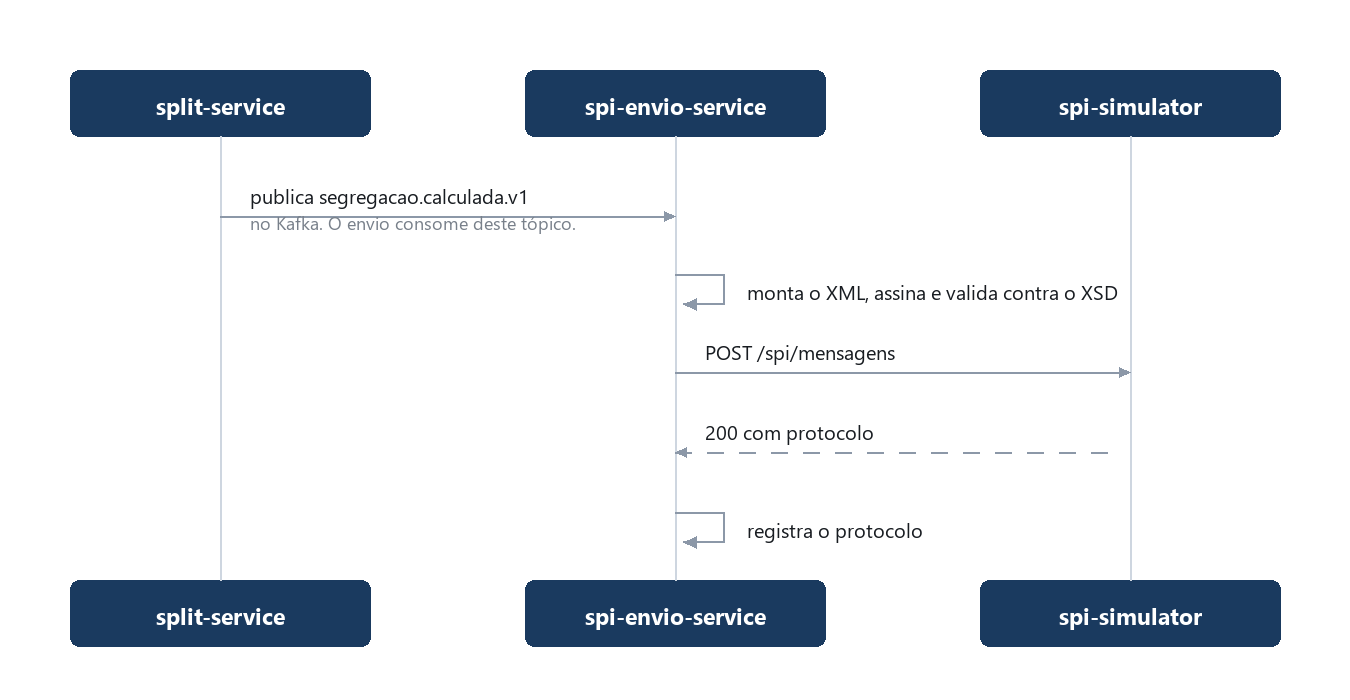 split-service
spi-envio-service
spi-simulator
publica segregacao.calculada.v1
no Kafka. O envio consome deste tópico.
monta o XML, assina e valida contra o XSD
POST /spi/mensagens
200 com protocolo
registra o protocolo
split-service
spi-envio-service
spi-simulator